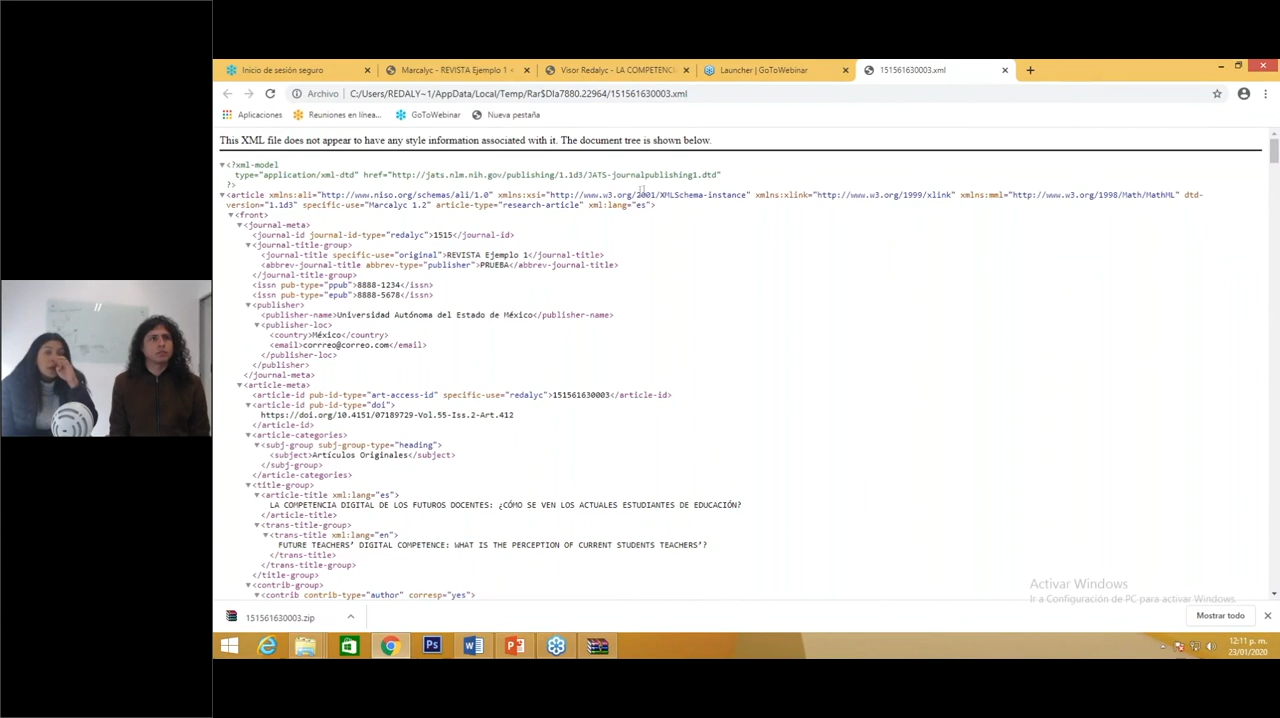 Inicio de sesión seguro
Marcalyc - REVISTA Ejemplo 1 <
Visor Redalyc - LA COMPETENCI
Launcher | GoToWebinar
151561630003.xml
Archivo
C:/Users/REDALY~1/AppData/Local/Temp/Rar$DIa7880.22964/151561630003.xml
Aplicaciones
Reuniones en línea...
GoToWebinar
Nueva pestaña
This XML file does not appear to have any style information associated with it. The document tree is shown below.
<?xml-model
type="application/xml-dtd" href="http://jats.nlm.nih.gov/publishing/1.1d3/JATS-journalpublishing1.dtd"
?>
<article xmlns:ali="http://www.niso.org/schemas/ali/1.0" xmlns:xsi="http://www.w3.org/2001/XMLSchema-instance" xmlns:xlink="http://www.w3.org/1999/xlink" xmlns:mml="http://www.w3.org/1998/Math/MathML" dtd-
version="1.1d3" specific-use="Marcalyc 1.2" article-type="research-article" xml:lang="es">
<front>
<journal-meta>
<journal-id journal-id-type="redalyc">1515</journal-id>
<journal-title-group>
<journal-title specific-use="original">REVISTA Ejemplo 1</journal-title>
<abbrev-journal-title abbrev-type="publisher">PRUEBA</abbrev-journal-title>
</journal-title-group>
<issn pub-type="ppub">8888-1234</issn>
<issn pub-type="epub">8888-5678</issn>
<publisher>
<publisher-name>Universidad Autónoma del Estado de México</publisher-name>
<publisher-loc>
<country>México</country>
<email>corrreo@correo.com</email>
</publisher-loc>
</publisher>
</journal-meta>
<article-meta>
<article-id pub-id-type="art-access-id" specific-use="redalyc">151561630003</article-id>
<article-id pub-id-type="doi">
https://doi.org/10.4151/07189729-Vol.55-Iss.2-Art.412
</article-id>
<article-categories>
<subj-group subj-group-type="heading">
<subject>Artículos Originales</subject>
</subj-group>
</article-categories>
<title-group>
<article-title xml:lang="es">
LA COMPETENCIA DIGITAL DE LOS FUTUROS DOCENTES: ¿CÓMO SE VEN LOS ACTUALES ESTUDIANTES DE EDUCACIÓN?
</article-title>
<trans-title-group>
<trans-title xml:lang="en">
FUTURE TEACHERS' DIGITAL COMPETENCE: WHAT IS THE PERCEPTION OF CURRENT STUDENTS TEACHERS'?
</trans-title>
</trans-title-group>
</title-group>
<contrib-group>
<contrib contrib-type="author" corresp="yes">
Activar Windows
Ir a Configuración de PC para activar Windows.
151561630003.zip
Mostrar todo
12:11 p. m.
23/01/2020